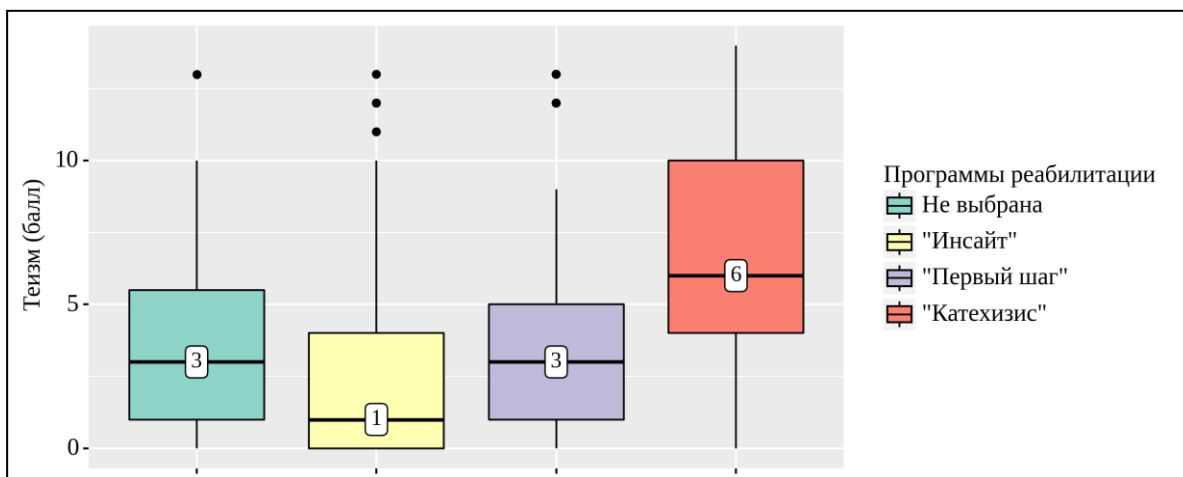 Теизм (балл)
10
5
0
3
1
3
6
Программы реабилитации
Не выбрана
"Инсайт"
"Первый шаг"
"Катехизис"